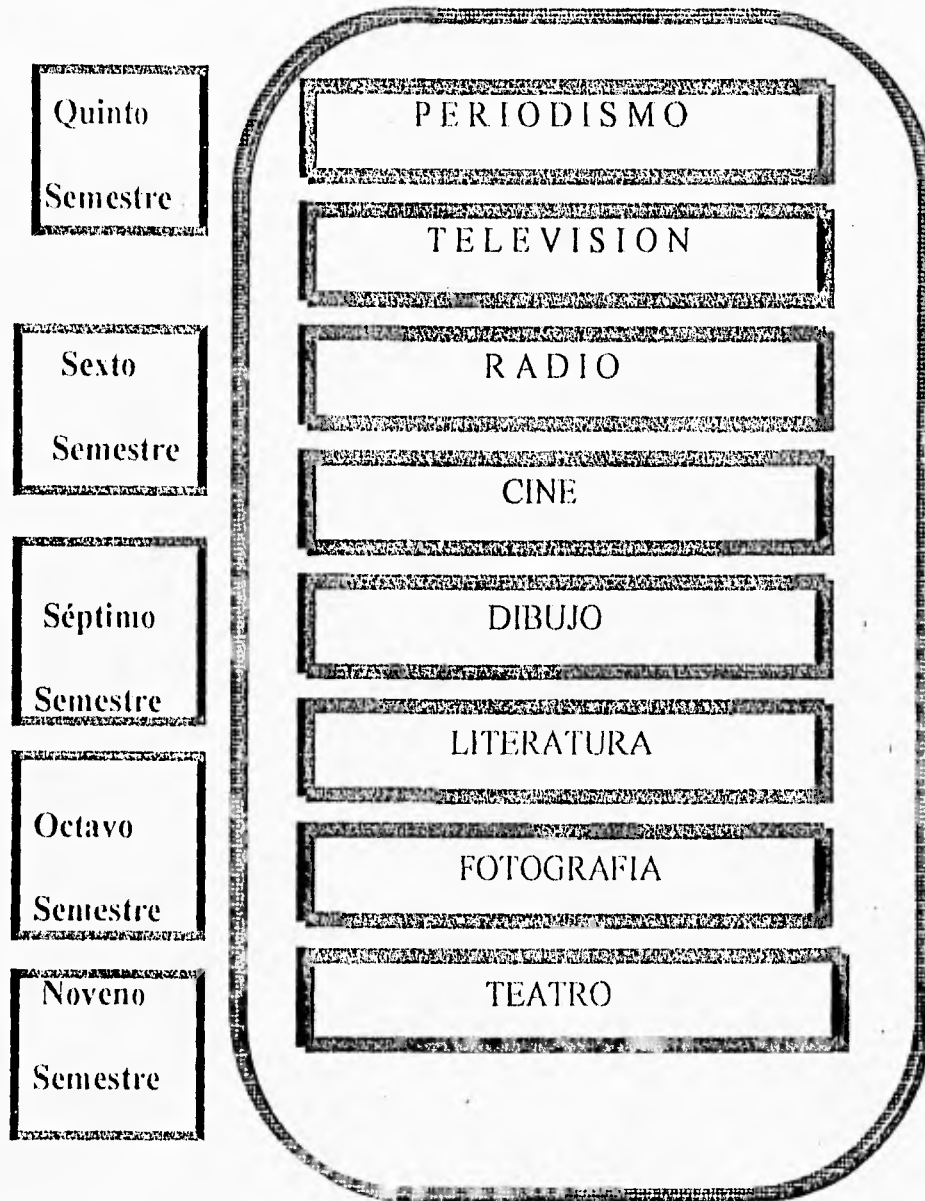 Quinto
Semestre
Sexto
Semestre
Séptimo
Semestre
Octavo
Semestre
Noveno
Semestre
PERIODISMO
TELEVISION
RADIO
CINE
DIBUJO
LITERATURA
FOTOGRAFIA
TEATRO